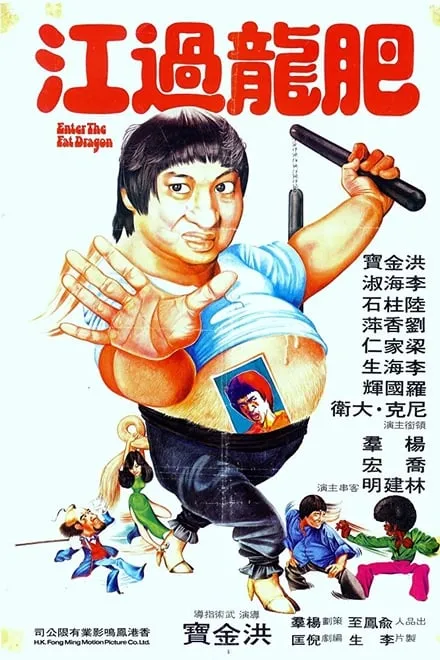 肥龍過江
Enter The
Fat Dragon
洪金寶
李海淑
陸柱石
劉香萍
梁家仁
李海生
羅國輝
尼克·大衛
領銜主演
楊羣
喬宏
客串主演
林建明
出品人
俞鳳至
製片
李生
策劃
楊羣
編劇
倪匡
導演
武術指導
洪金寶
香港鳳鳴影業有限公司
H.K. Fong Ming Motion Picture Co. Ltd.